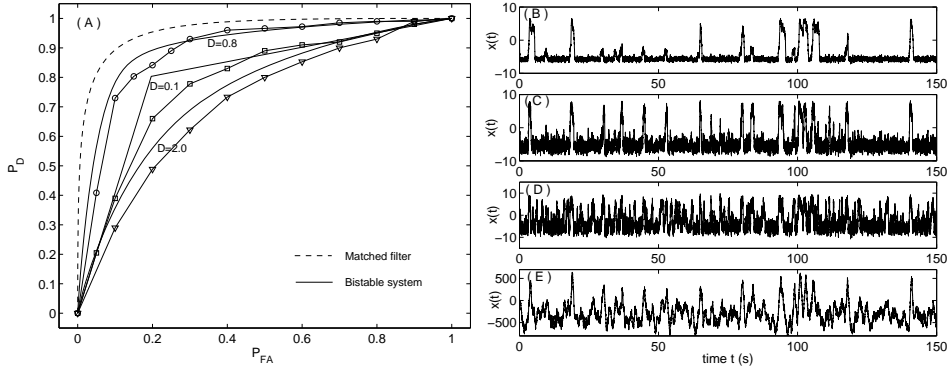 ( A )
1
0.9
0.8
0.7
0.6
0.5
0.4
0.3
0.2
0.1
0
P_D
D=0.8
D=0.1
D=2.0
Matched filter
Bistable system
0 0.2 0.4 0.6 0.8 1
P_FA
( B )
10
0
−10
x(t)
0 50 100 150
( C )
10
0
−10
x(t)
0 50 100 150
( D )
10
0
−10
x(t)
0 50 100 150
( E )
500
0
−500
x(t)
0 50 100 150
time t (s)